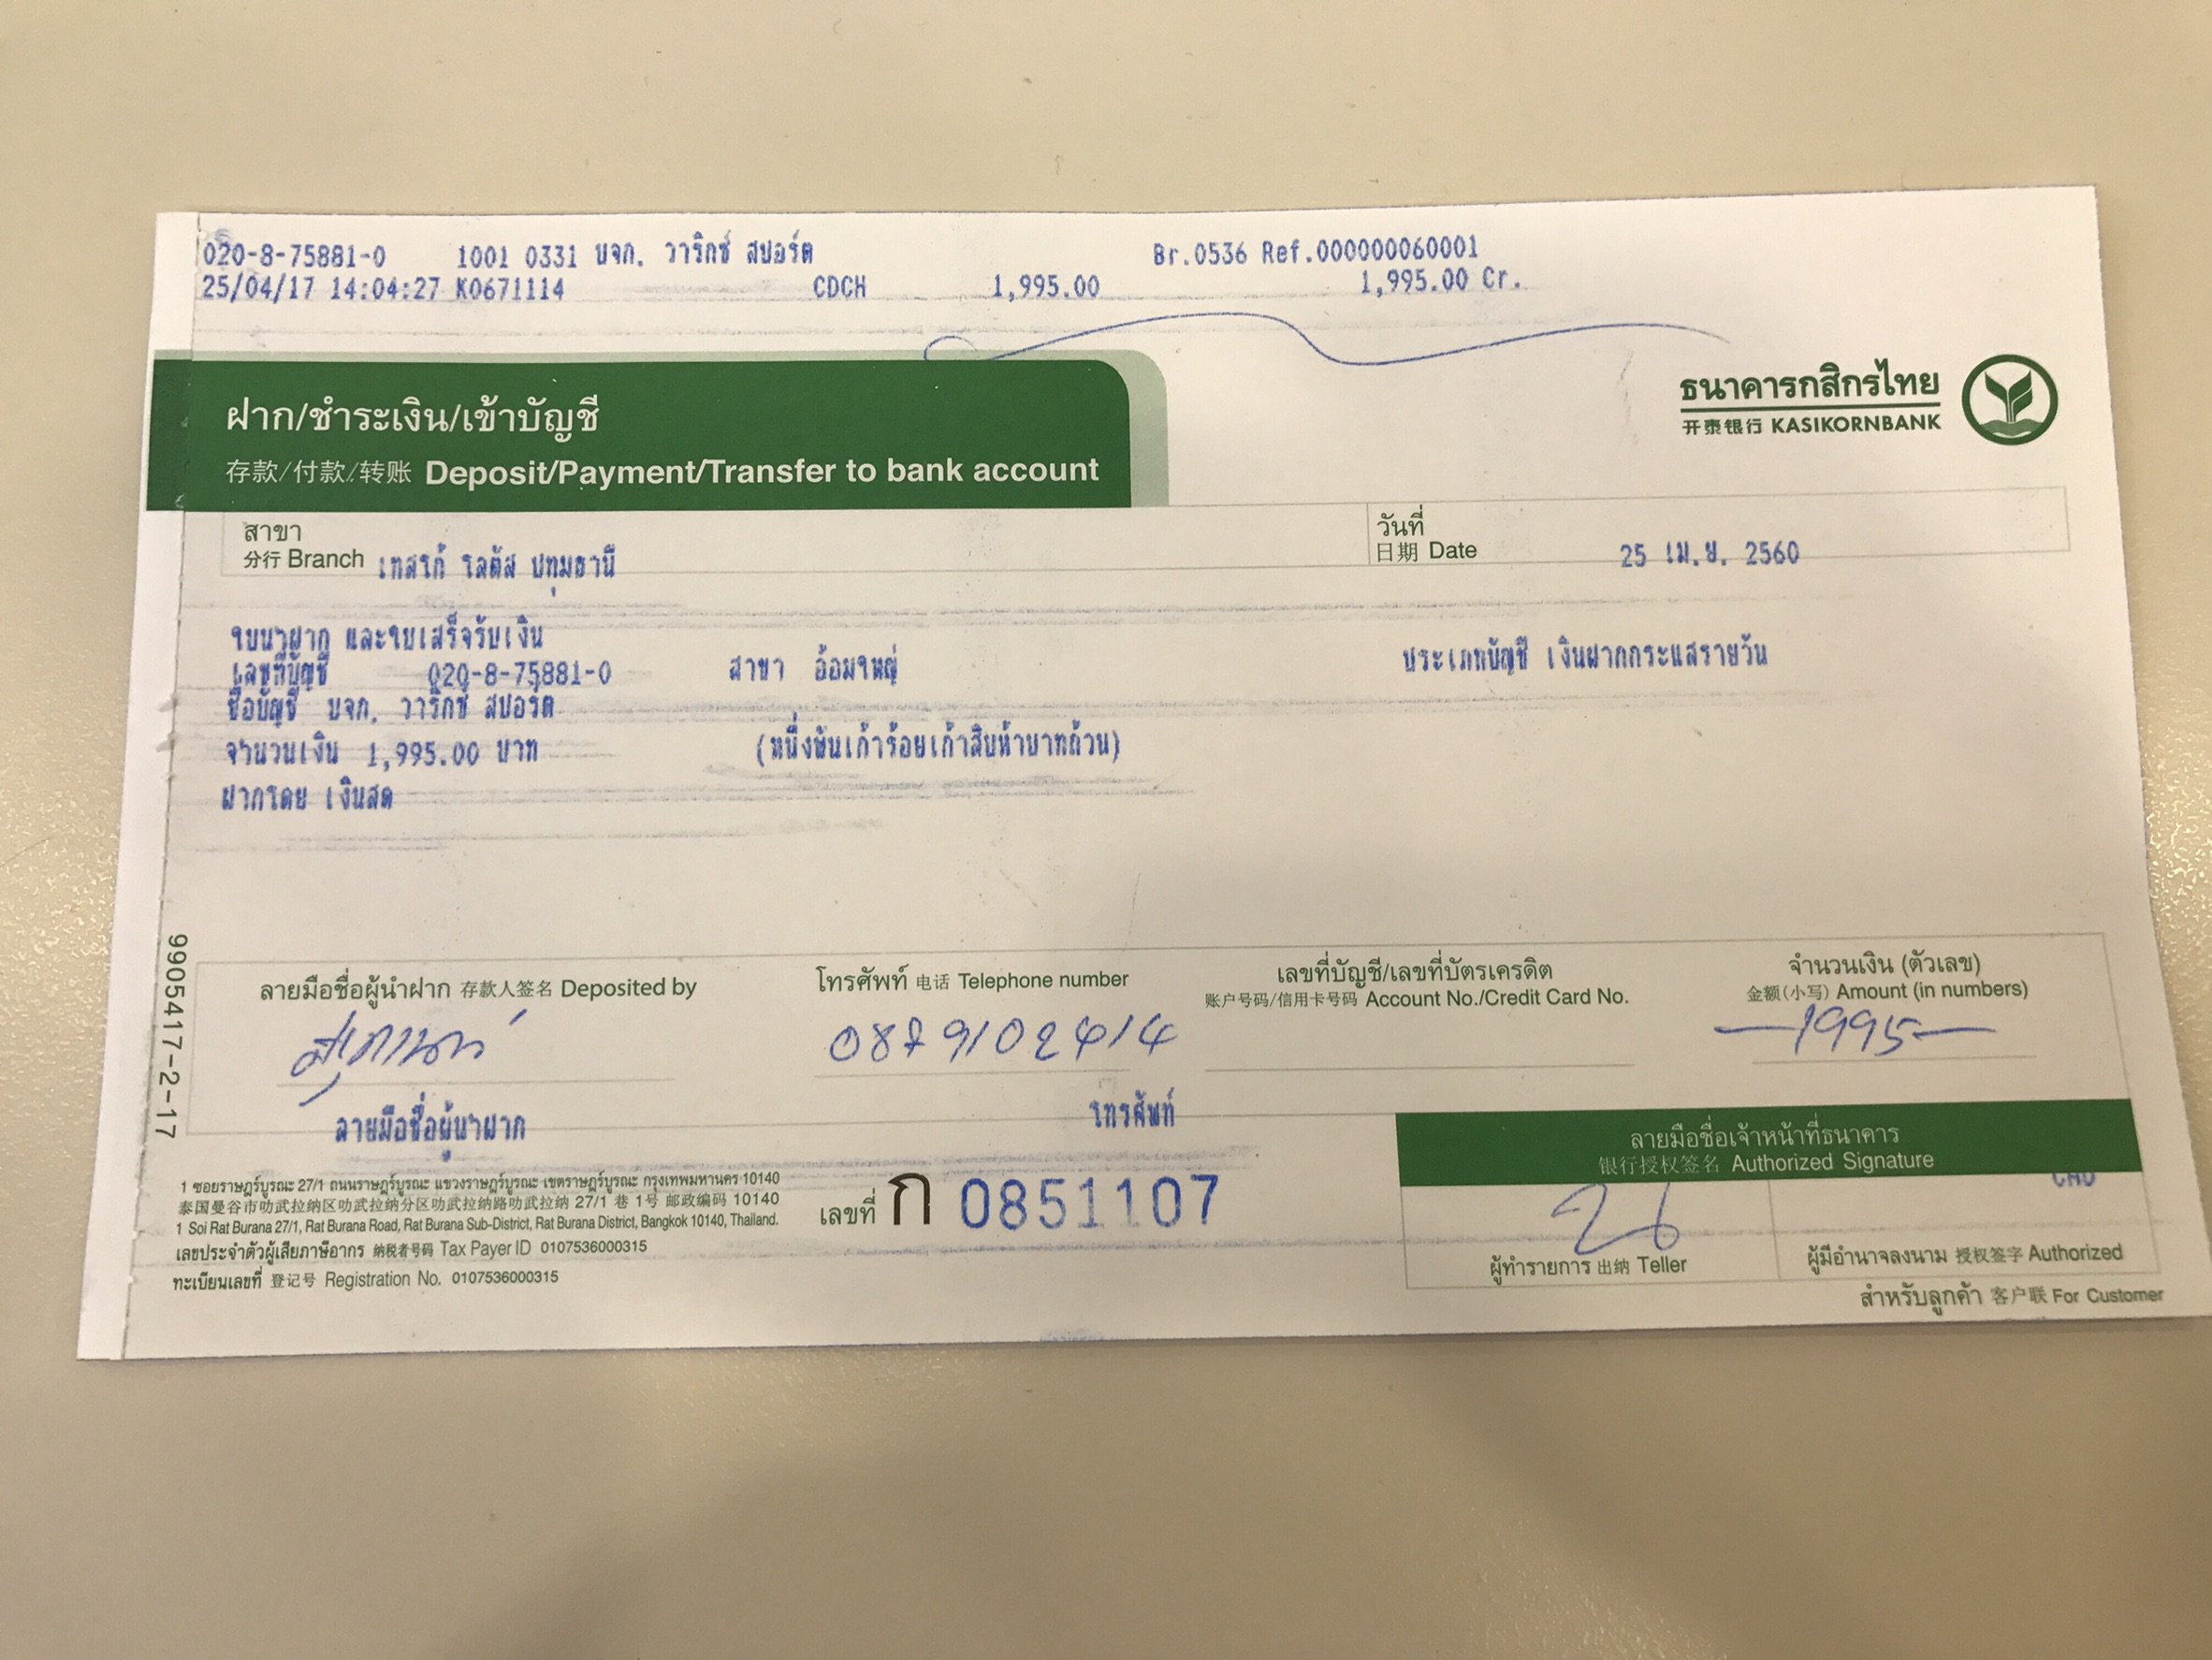 020-8-75881-0 1001 0331 บจก. วาริกซ์ สปอร์ต Br.0536 Ref.000000060001
25/04/17 14:04:27 K0671114 CDCH 1,995.00 1,995.00 Cr.
ธนาคารกสิกรไทย
开泰银行 KASIKORNBANK
ฝาก/ชำระเงิน/เข้าบัญชี
存款/付款/转账 Deposit/Payment/Transfer to bank account
สาขา
分行 Branch เทสโก้ โลตัส ปทุมธานี
วันที่
日期 Date 25 เม.ย. 2560
ใบนำฝาก และใบเสร็จรับเงิน
เลขที่บัญชี 020-8-75881-0 สาขา อ้อมใหญ่ ประเภทบัญชี เงินฝากกระแสรายวัน
ชื่อบัญชี บจก. วาริกซ์ สปอร์ต
จำนวนเงิน 1,995.00 บาท (หนึ่งพันเก้าร้อยเก้าสิบห้าบาทถ้วน)
ฝากโดย เงินสด
9905417-2-17
ลายมือชื่อผู้นำฝาก 存款人签名 Deposited by
โทรศัพท์ 电话 Telephone number
0879102414
เลขที่บัญชี/เลขที่บัตรเครดิต
账户号码/信用卡号码 Account No./Credit Card No.
จำนวนเงิน (ตัวเลข)
金额(小写) Amount (in numbers)
—1995—
ลายมือชื่อผู้นำฝาก โทรศัพท์
1 ซอยราษฎร์บูรณะ 27/1 ถนนราษฎร์บูรณะ แขวงราษฎร์บูรณะ เขตราษฎร์บูรณะ กรุงเทพมหานคร 10140
泰国曼谷市叻武拉纳区叻武拉纳分区叻武拉纳路叻武拉纳 27/1 巷 1号 邮政编码 10140
1 Soi Rat Burana 27/1, Rat Burana Road, Rat Burana Sub-District, Rat Burana District, Bangkok 10140, Thailand.
เลขประจำตัวผู้เสียภาษีอากร 纳税者号码 Tax Payer ID 0107536000315
ทะเบียนเลขที่ 登记号 Registration No. 0107536000315
เลขที่ ก 0851107
ลายมือชื่อเจ้าหน้าที่ธนาคาร
银行授权签名 Authorized Signature
ผู้ทำรายการ 出纳 Teller
ผู้มีอำนาจลงนาม 授权签字 Authorized
สำหรับลูกค้า 客户联 For Customer